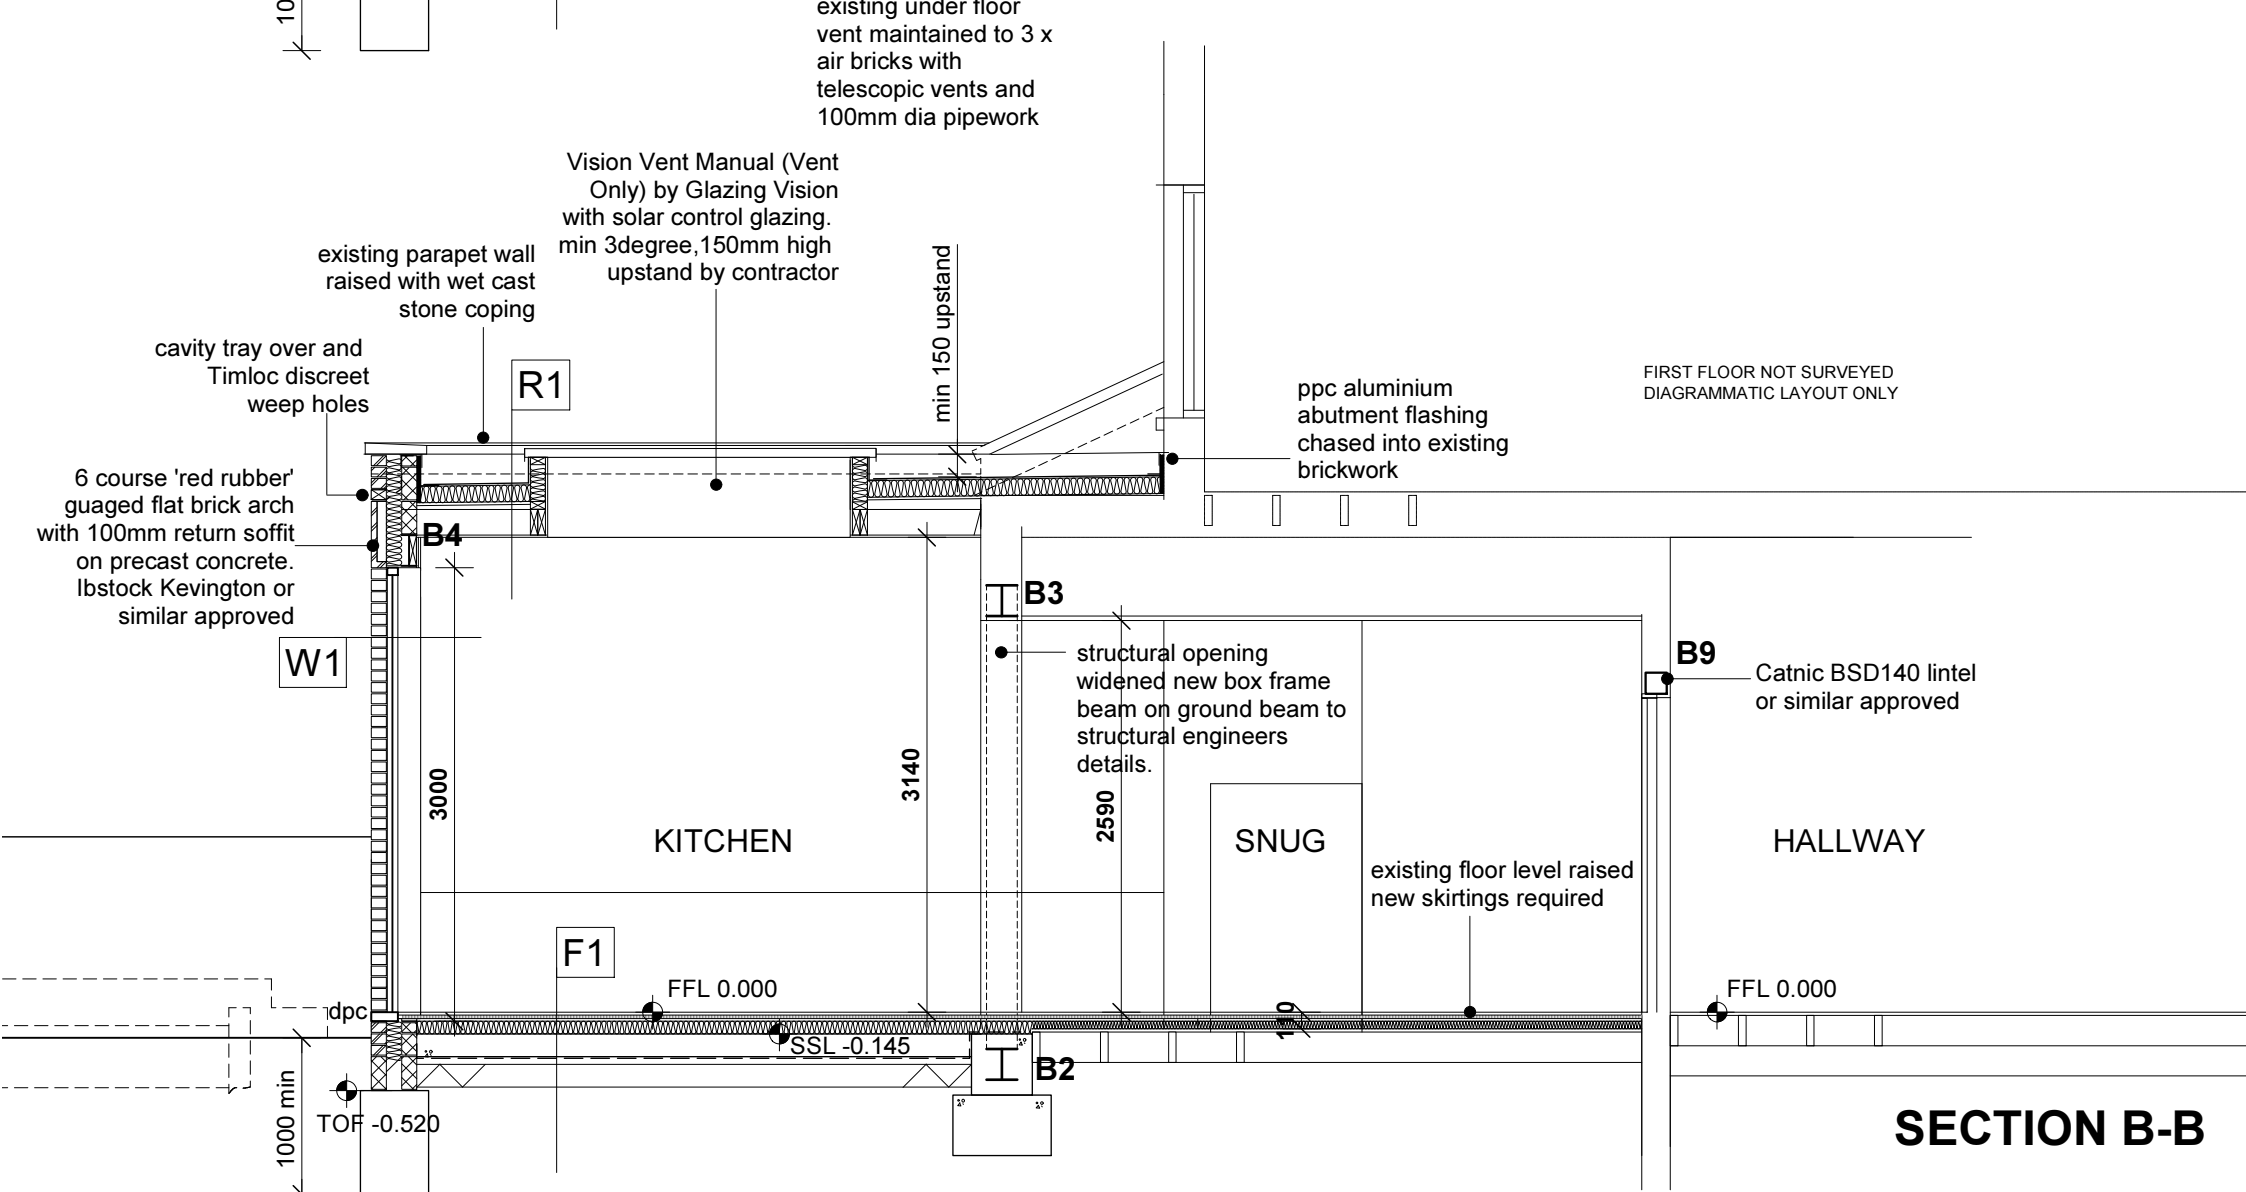 10
existing under floor
vent maintained to 3 x
air bricks with
telescopic vents and
100mm dia pipework
Vision Vent Manual (Vent
Only) by Glazing Vision
with solar control glazing.
min 3degree,150mm high
upstand by contractor
existing parapet wall
raised with wet cast
stone coping
min 150 upstand
cavity tray over and
Timloc discreet
weep holes
R1
ppc aluminium
abutment flashing
chased into existing
brickwork
FIRST FLOOR NOT SURVEYED
DIAGRAMMATIC LAYOUT ONLY
6 course 'red rubber'
guaged flat brick arch
with 100mm return soffit
on precast concrete.
Ibstock Kevington or
similar approved
B4
B3
W1
structural opening
widened new box frame
beam on ground beam to
structural engineers
details.
B9
Catnic BSD140 lintel
or similar approved
3000
3140
2590
KITCHEN
SNUG
HALLWAY
existing floor level raised
new skirtings required
F1
FFL 0.000
FFL 0.000
dpc
110
SSL -0.145
B2
TOF -0.520
1000 min
SECTION B-B